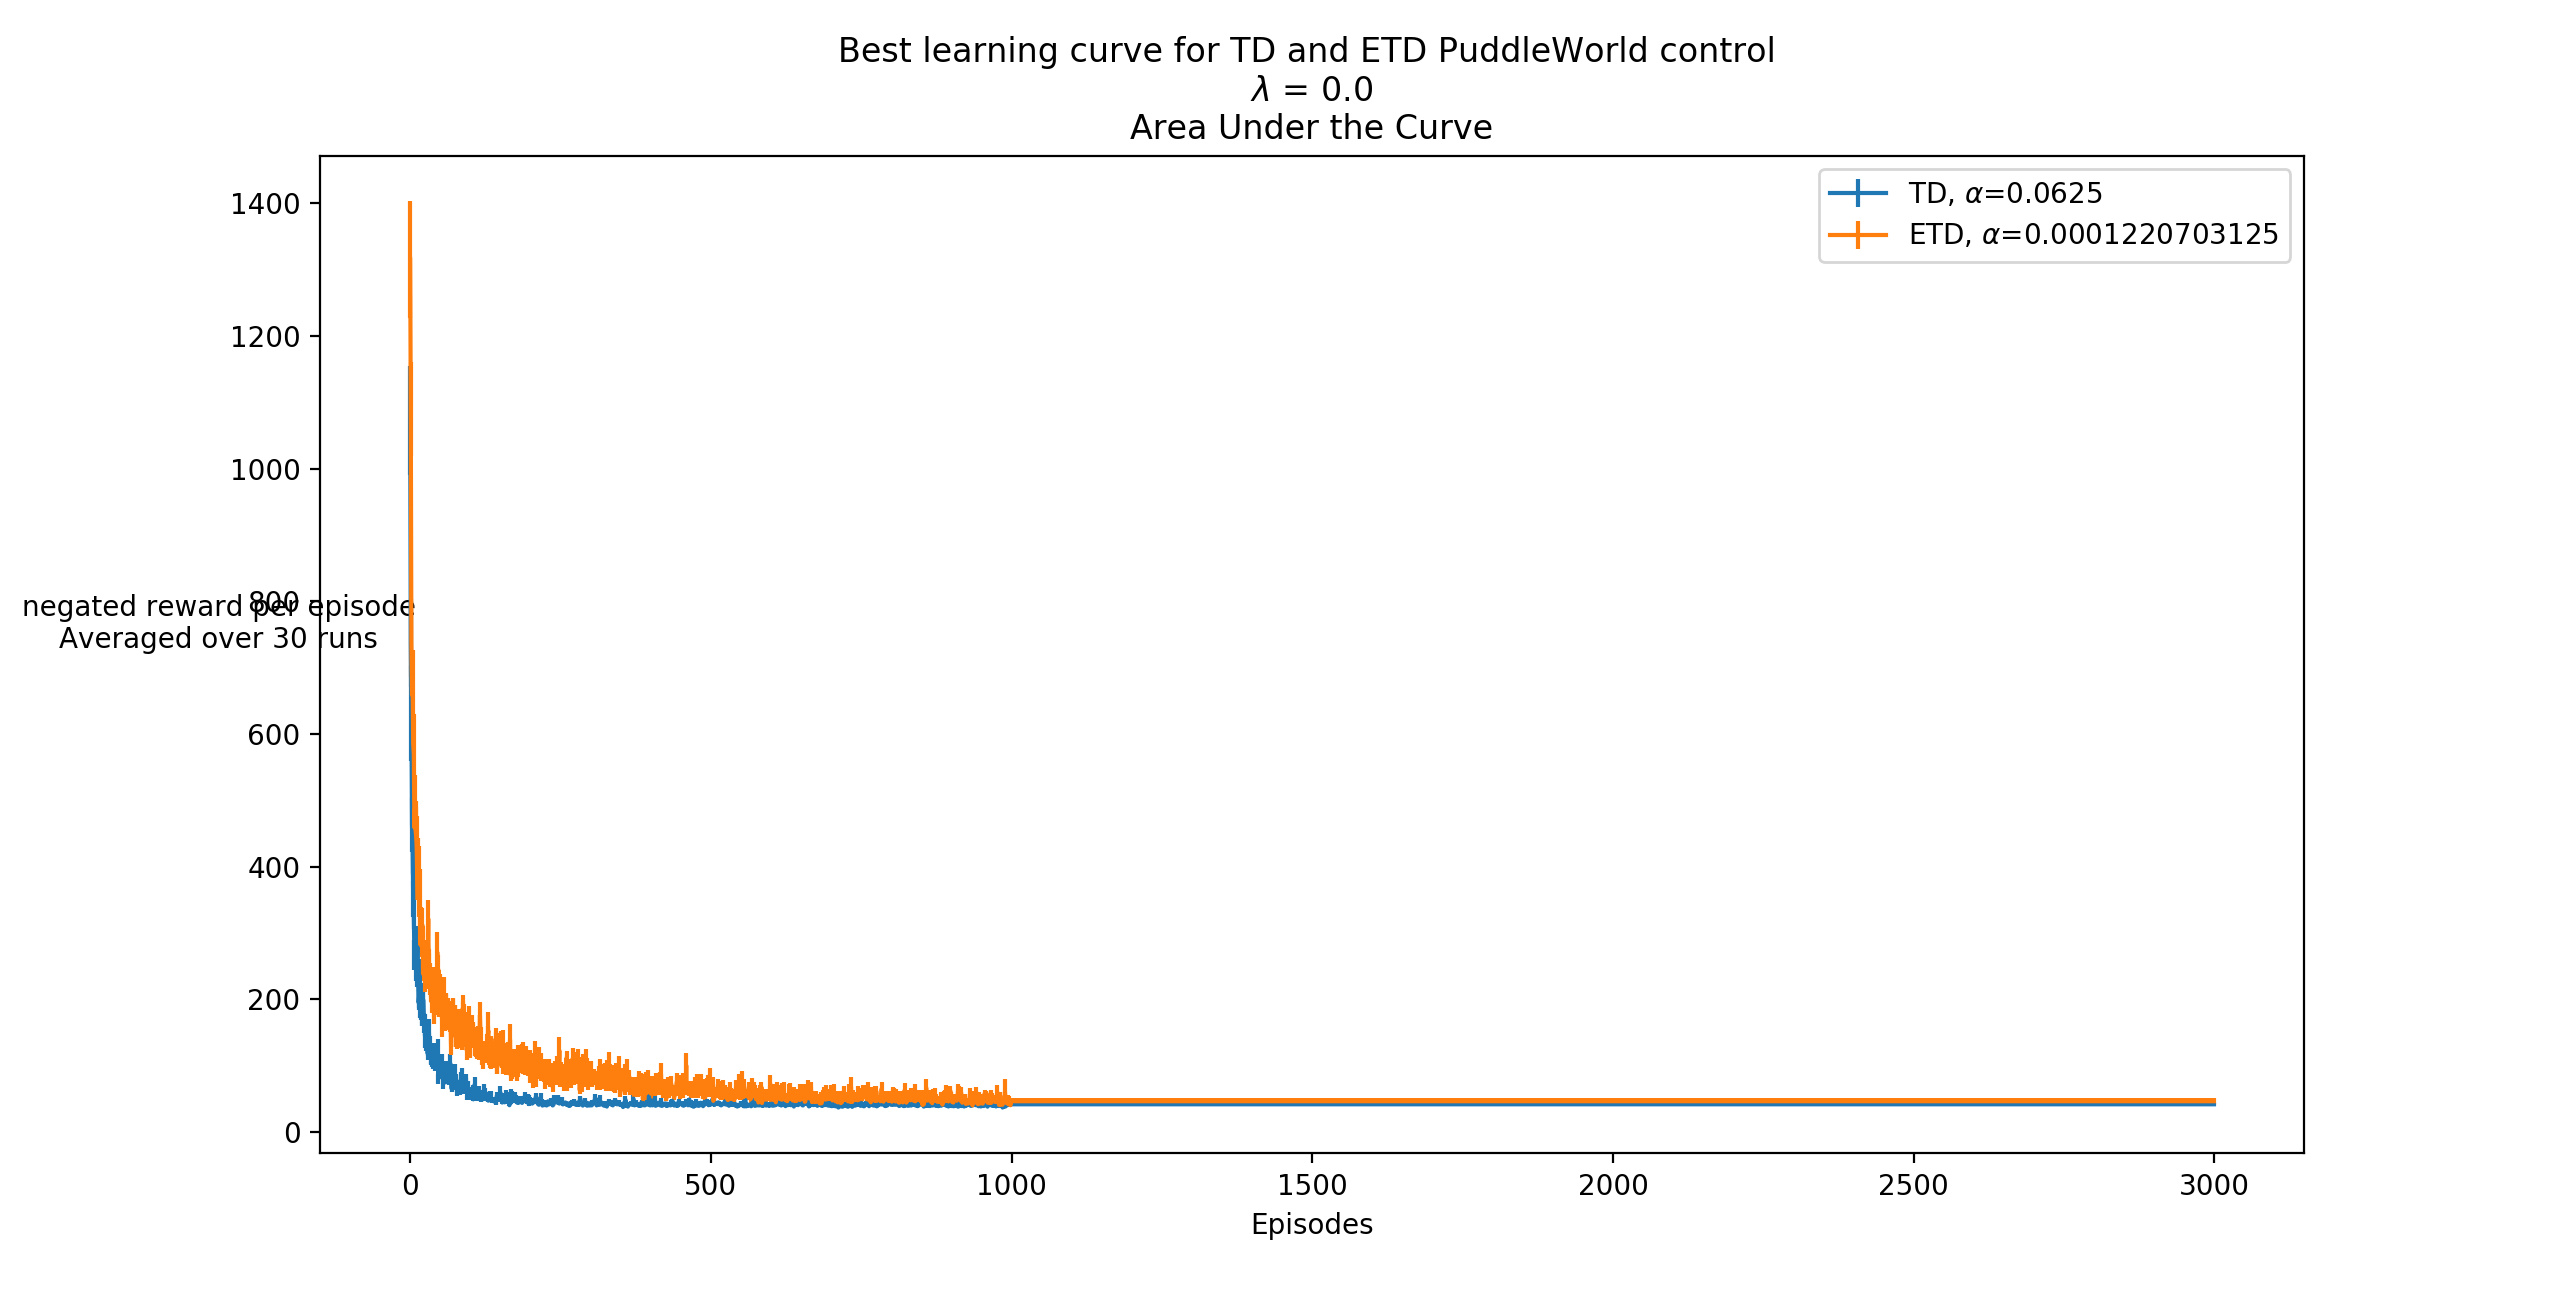 Best learning curve for TD and ETD PuddleWorld control
λ = 0.0
Area Under the Curve
TD, α=0.0625
ETD, α=0.0001220703125
1400
1200
1000
800
negated reward per episode
Averaged over 30 runs
600
400
200
0
0 500 1000 1500 2000 2500 3000
Episodes